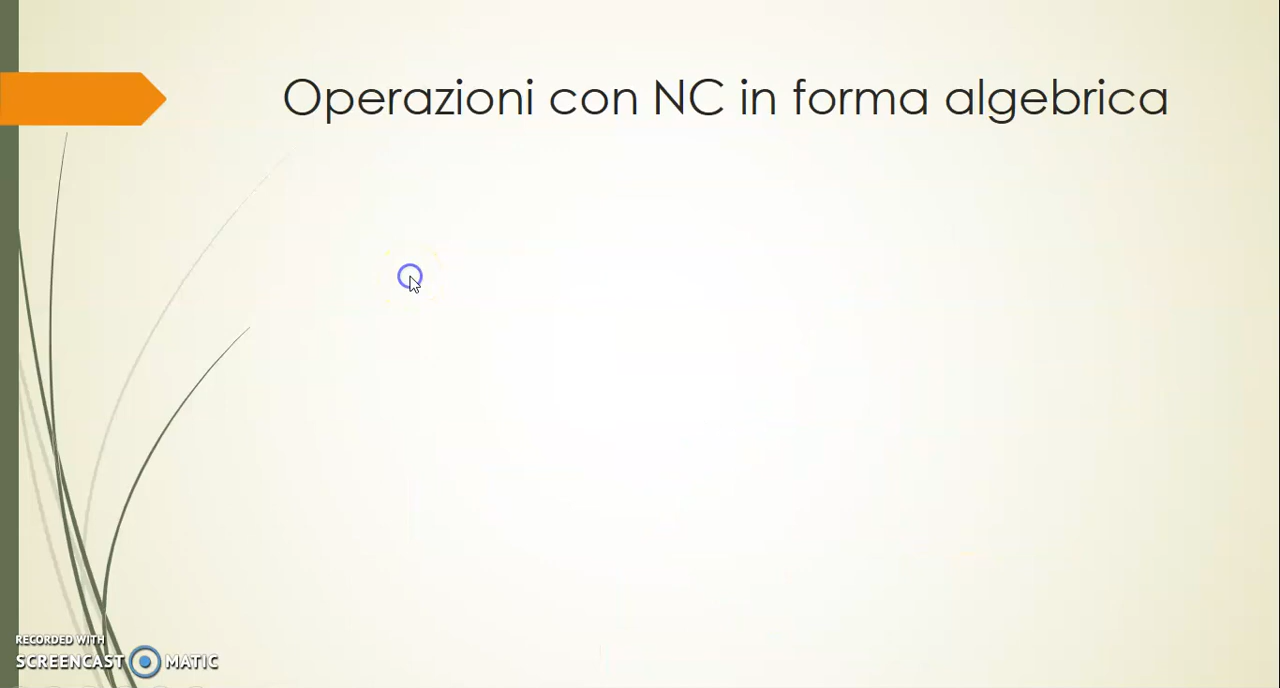 Operazioni con NC in forma algebrica
RECORDED WITH
SCREENCAST MATIC